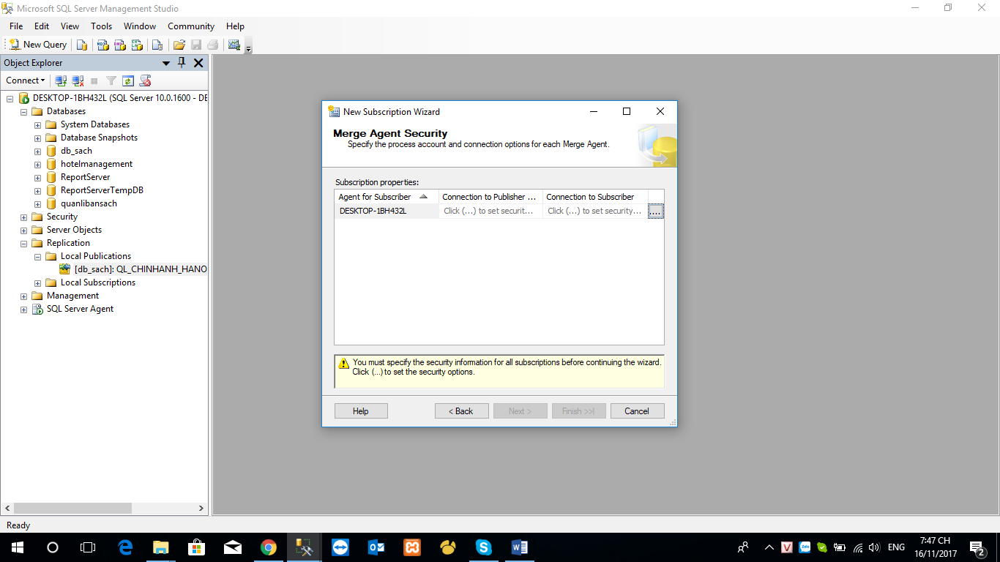 Microsoft SQL Server Management Studio
File Edit View Tools Window Community Help
New Query
Object Explorer
Connect
DESKTOP-1BH432L (SQL Server 10.0.1600 - DE
Databases
System Databases
Database Snapshots
db_sach
hotelmanagement
ReportServer
ReportServerTempDB
quanlibansach
Security
Server Objects
Replication
Local Publications
[db_sach]: QL_CHINHANH_HANO
Local Subscriptions
Management
SQL Server Agent
New Subscription Wizard
Merge Agent Security
Specify the process account and connection options for each Merge Agent.
Subscription properties:
Agent for Subscriber Connection to Publisher ... Connection to Subscriber
DESKTOP-1BH432L Click (...) to set securit... Click (...) to set security... ....
You must specify the security information for all subscriptions before continuing the wizard.
Click (...) to set the security options.
Help < Back Next > Finish >>| Cancel
Ready
ENG 7:47 CH
16/11/2017
2